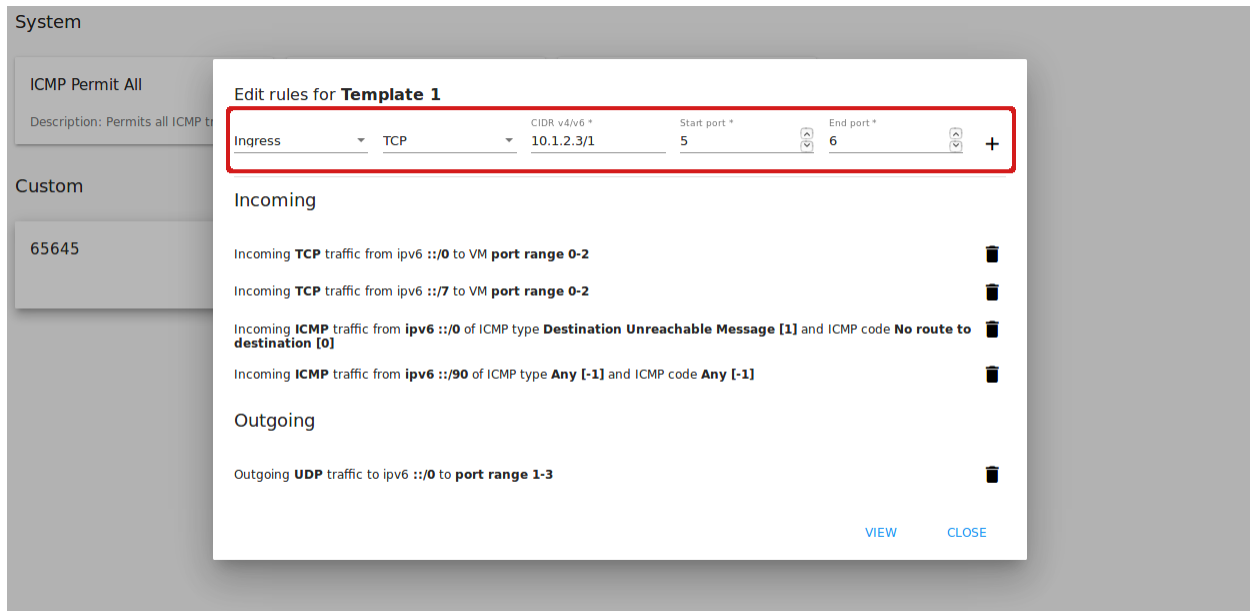 System
ICMP Permit All
Description: Permits all ICMP tr
Custom
65645
Edit rules for Template 1
CIDR v4/v6 * Start port * End port *
Ingress TCP 10.1.2.3/1 5 6 +
Incoming
Incoming TCP traffic from ipv6 ::/0 to VM port range 0-2
Incoming TCP traffic from ipv6 ::/7 to VM port range 0-2
Incoming ICMP traffic from ipv6 ::/0 of ICMP type Destination Unreachable Message [1] and ICMP code No route to
destination [0]
Incoming ICMP traffic from ipv6 ::/90 of ICMP type Any [-1] and ICMP code Any [-1]
Outgoing
Outgoing UDP traffic to ipv6 ::/0 to port range 1-3
VIEW CLOSE